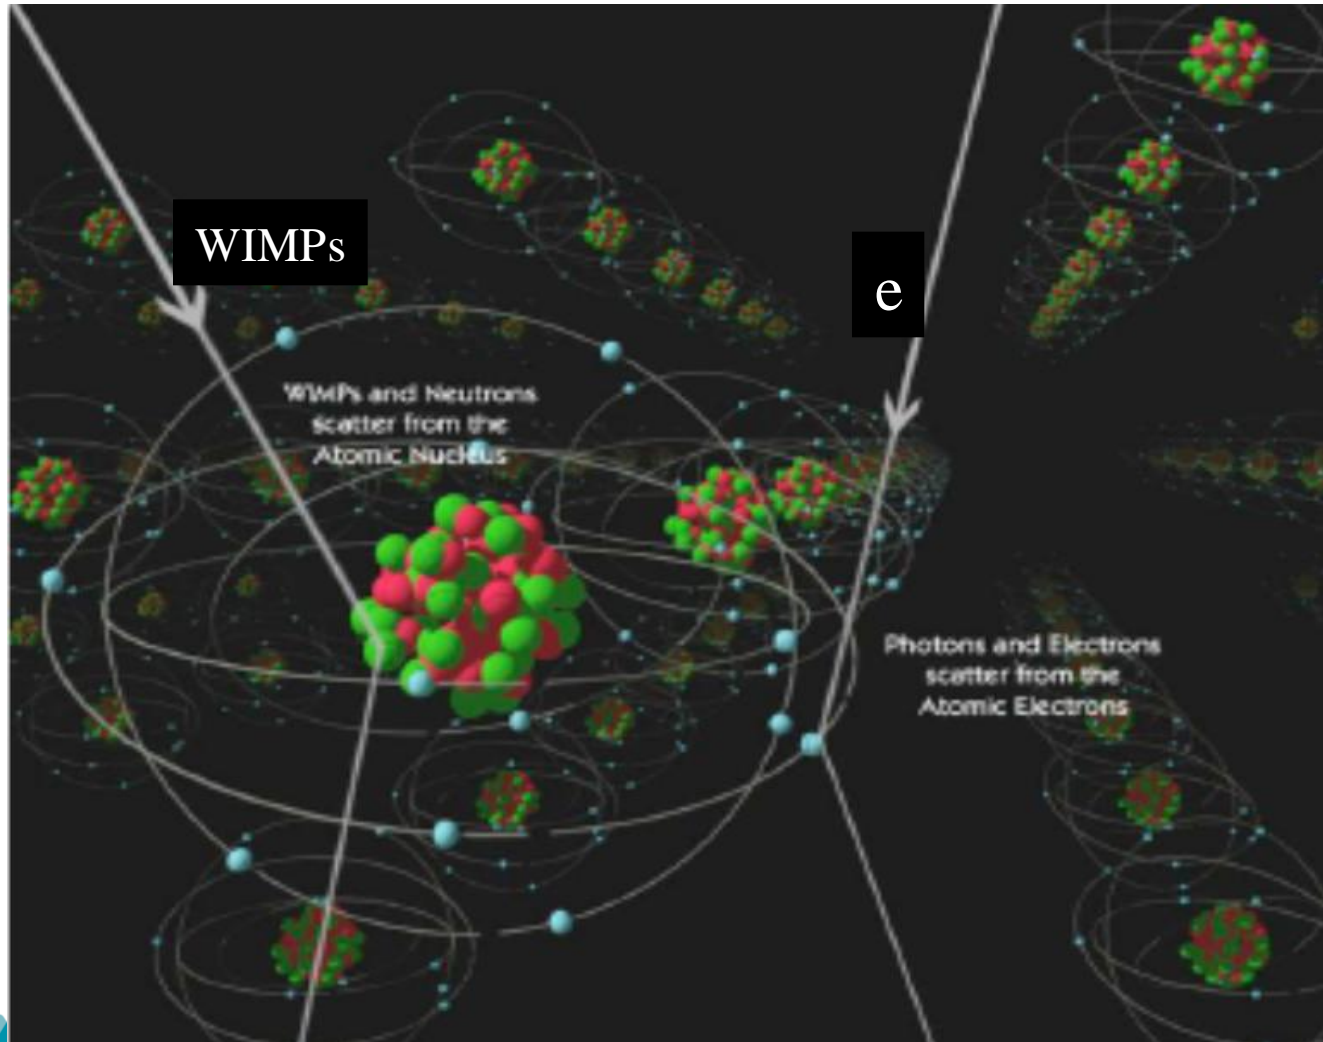 WIMPs
e
WIMPs and Neutrons
scatter from the
Atomic Nucleus
Photons and Electrons
scatter from the
Atomic Electrons